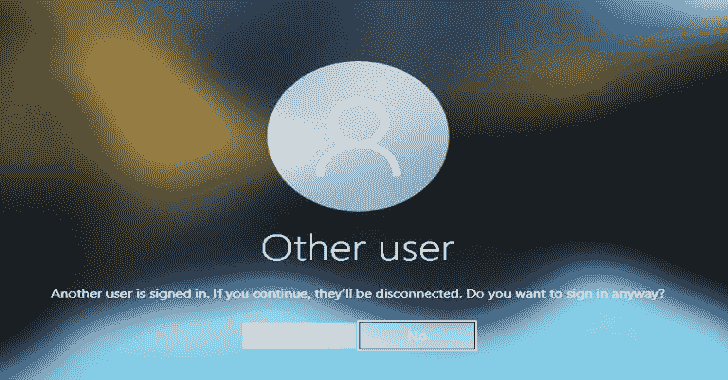 Other user
Another user is signed in. If you continue, they'll be disconnected. Do you want to sign in anyway?
No